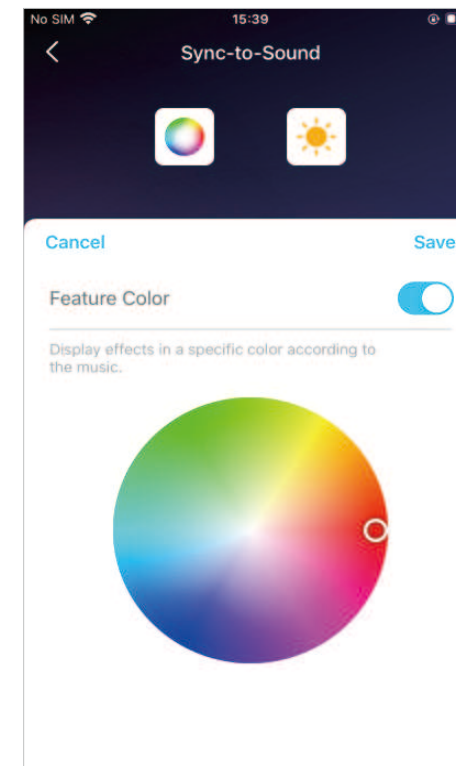 No SIM 15:39
Sync-to-Sound
Cancel Save
Feature Color
Display effects in a specific color according to
the music.